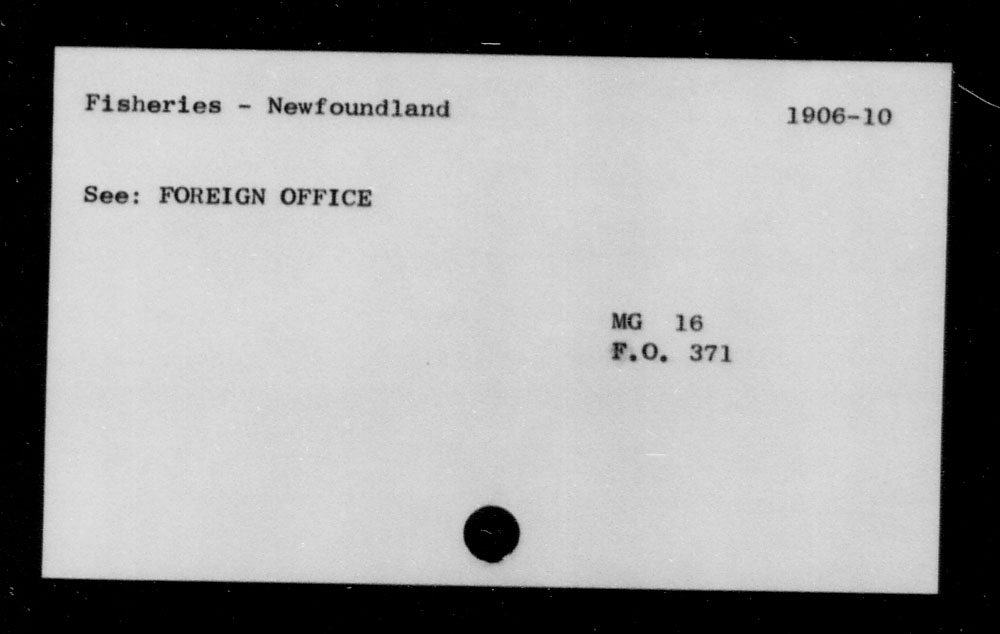 Fisheries - Newfoundland 1906-10
See: FOREIGN OFFICE
MG 16
F.O. 371